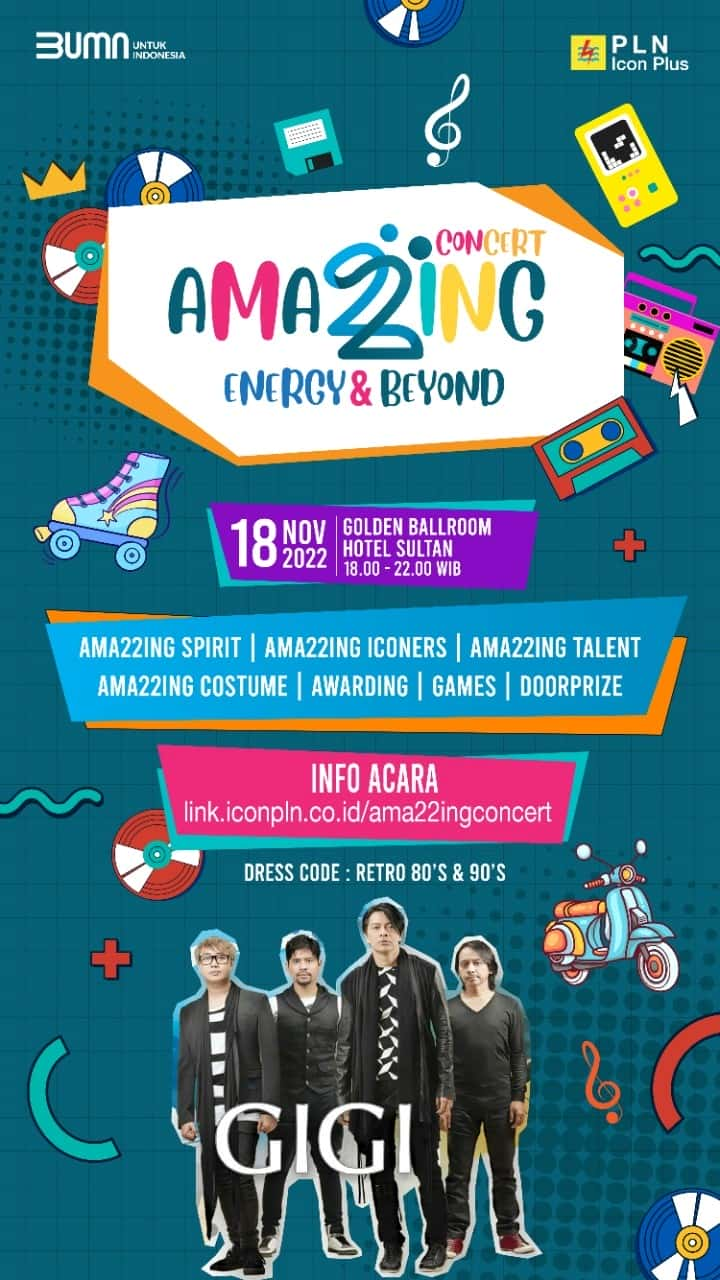 BUMN UNTUK
INDONESIA
PLN
Icon Plus
CONCERT
AMA22ING
ENERGY & BEYOND
18 NOV
2022
GOLDEN BALLROOM
HOTEL SULTAN
18.00 - 22.00 WIB
AMA22ING SPIRIT | AMA22ING ICONERS | AMA22ING TALENT
AMA22ING COSTUME | AWARDING | GAMES | DOORPRIZE
INFO ACARA
link.iconpln.co.id/ama22ingconcert
DRESS CODE : RETRO 80'S & 90'S
GIGI